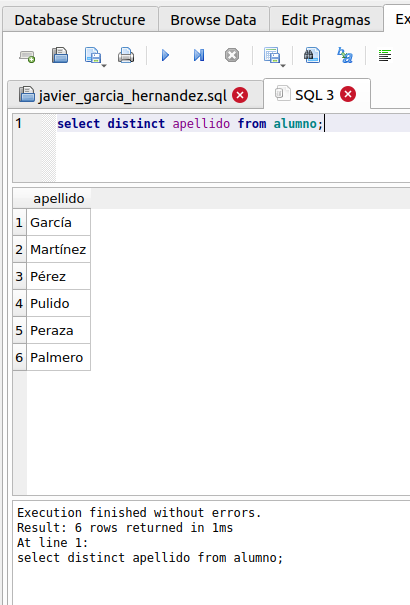 Database Structure Browse Data Edit Pragmas Ex
javier_garcia_hernandez.sql SQL 3
1 select distinct apellido from alumno;
apellido
1 García
2 Martínez
3 Pérez
4 Pulido
5 Peraza
6 Palmero
Execution finished without errors.
Result: 6 rows returned in 1ms
At line 1:
select distinct apellido from alumno;